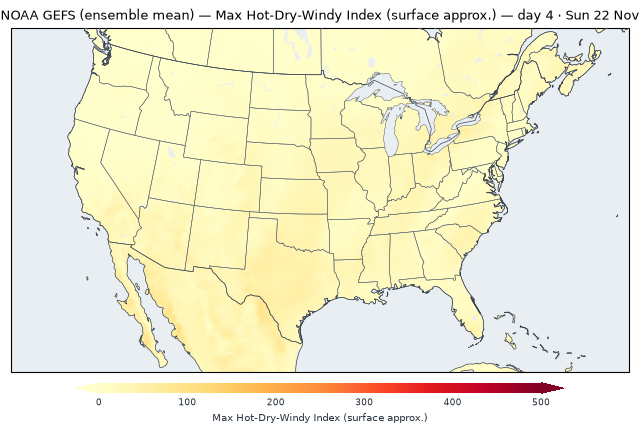 NOAA GEFS (ensemble mean) — Max Hot-Dry-Windy Index (surface approx.) — day 4 · Sun 22 Nov
0 100 200 300 400 500
Max Hot-Dry-Windy Index (surface approx.)